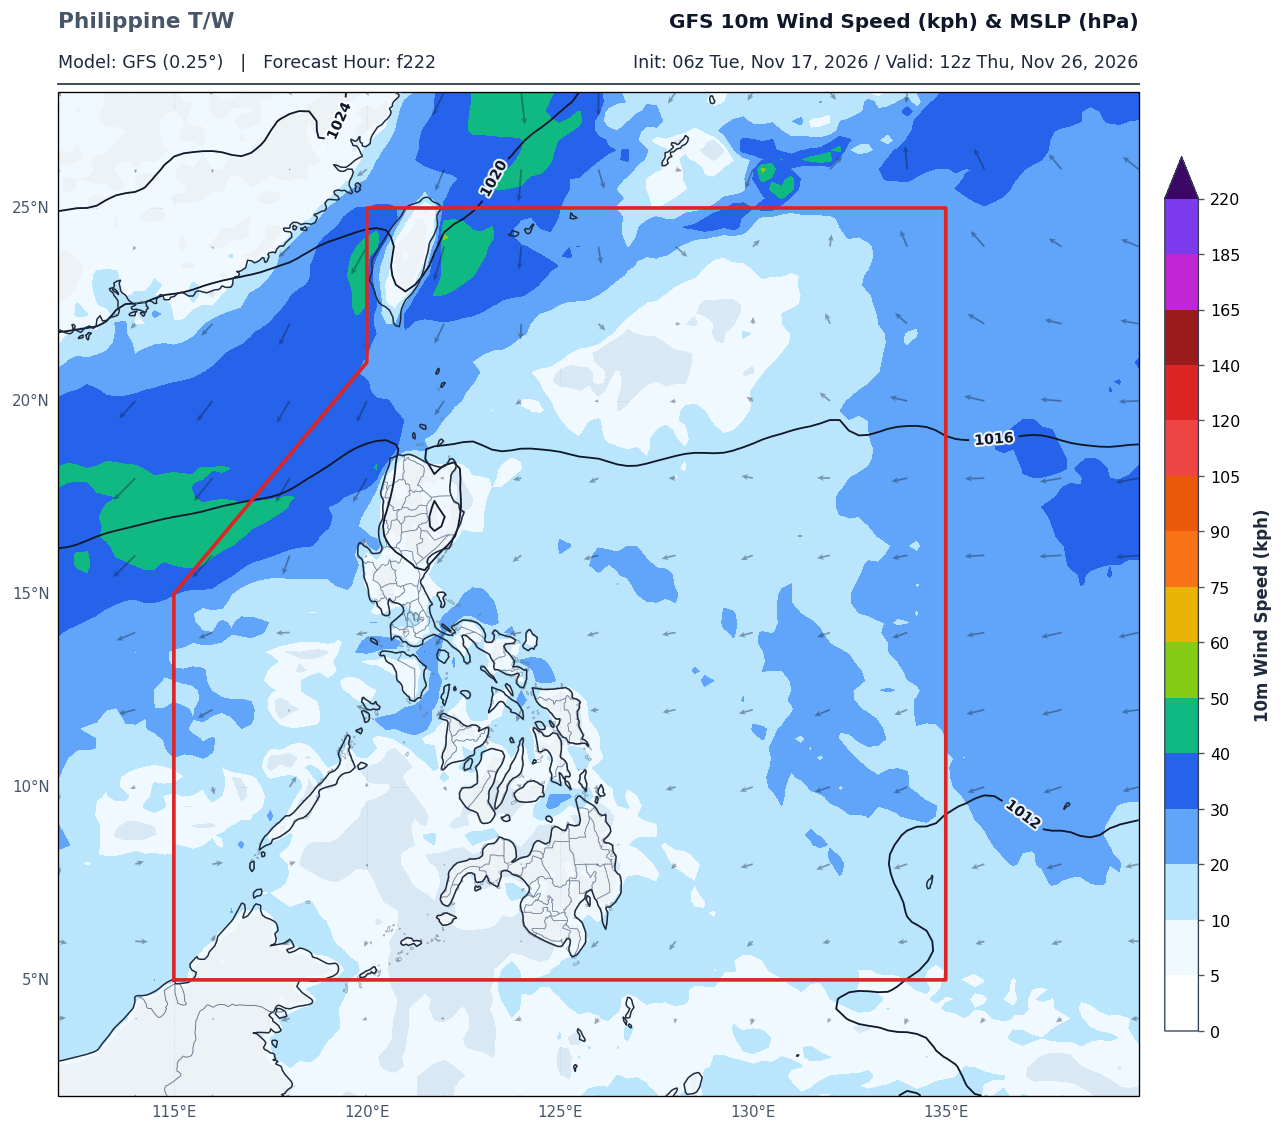 Philippine T/W
GFS 10m Wind Speed (kph) & MSLP (hPa)
Model: GFS (0.25°) | Forecast Hour: f222
Init: 06z Tue, Nov 17, 2026 / Valid: 12z Thu, Nov 26, 2026
1024
1020
1016
1012
25°N
20°N
15°N
10°N
5°N
115°E
120°E
125°E
130°E
135°E
220
185
165
140
120
105
90
75
60
50
40
30
20
10
5
0
10m Wind Speed (kph)